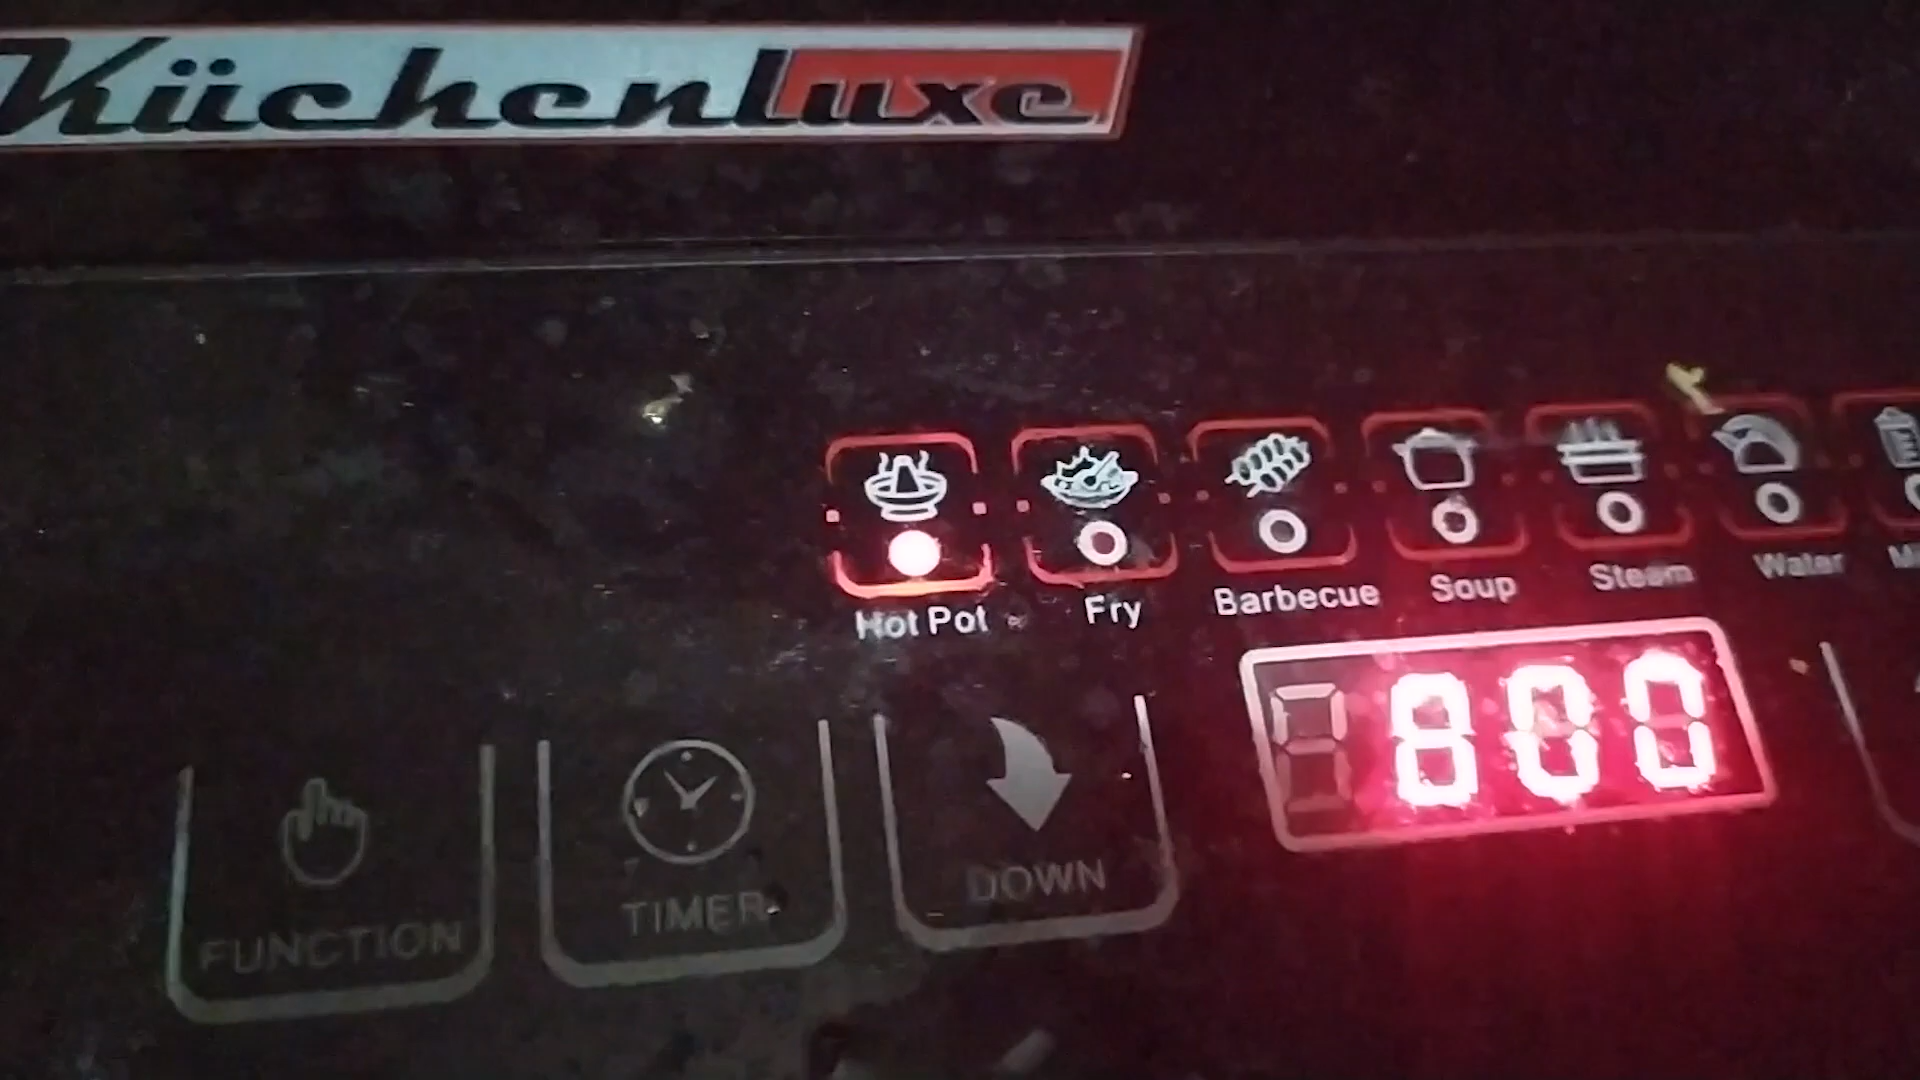 Küchenluxe
Hot Pot
Fry
Barbecue
Soup
Steam
Water
800
FUNCTION
TIMER
DOWN